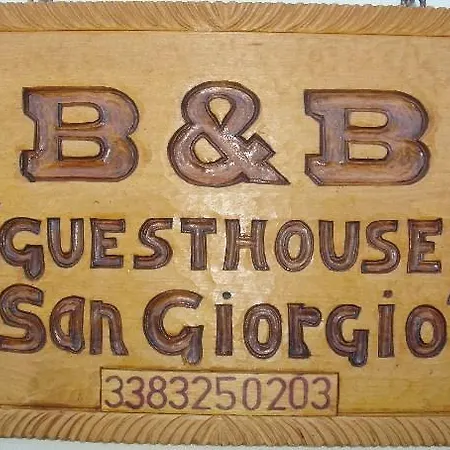 B&B
GUESTHOUSE
San Giorgio"
3383250203